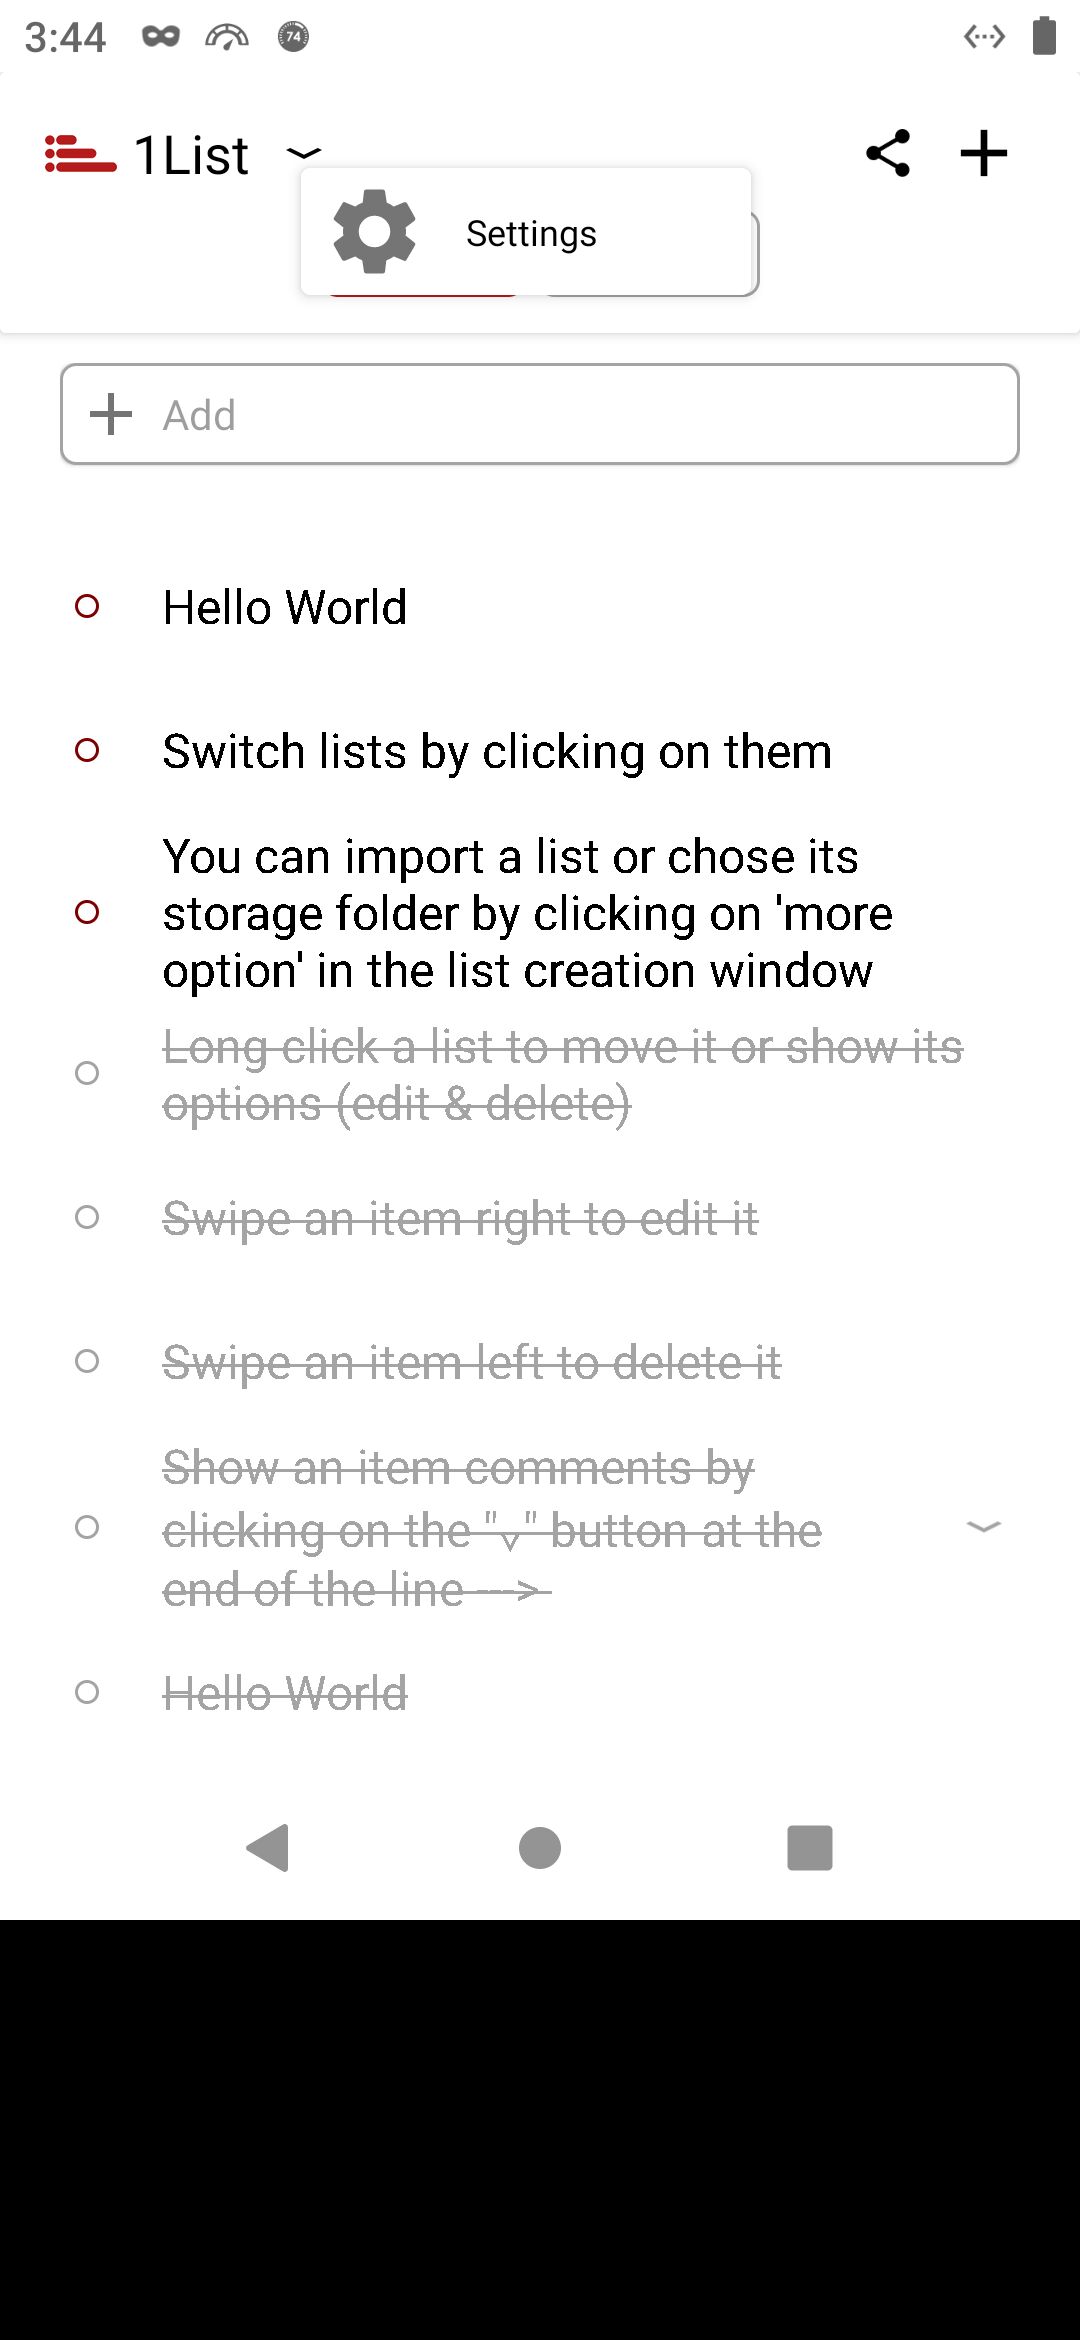 3:44
74
1List
Settings
Add
Hello World
Switch lists by clicking on them
You can import a list or chose its
storage folder by clicking on 'more
option' in the list creation window
Long click a list to move it or show its
options (edit & delete)
Swipe an item right to edit it
Swipe an item left to delete it
Show an item comments by
clicking on the "⌄" button at the
end of the line --->
Hello World